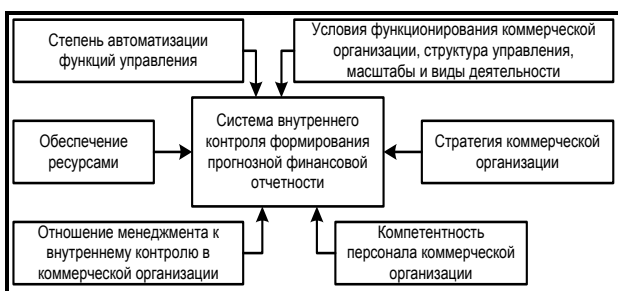 Степень автоматизации
функций управления
Условия функционирования коммерческой
организации, структура управления,
масштабы и виды деятельности
Обеспечение
ресурсами
Система внутреннего
контроля формирования
прогнозной финансовой
отчетности
Стратегия коммерческой
организации
Отношение менеджмента к
внутреннему контролю в
коммерческой организации
Компетентность
персонала коммерческой
организации